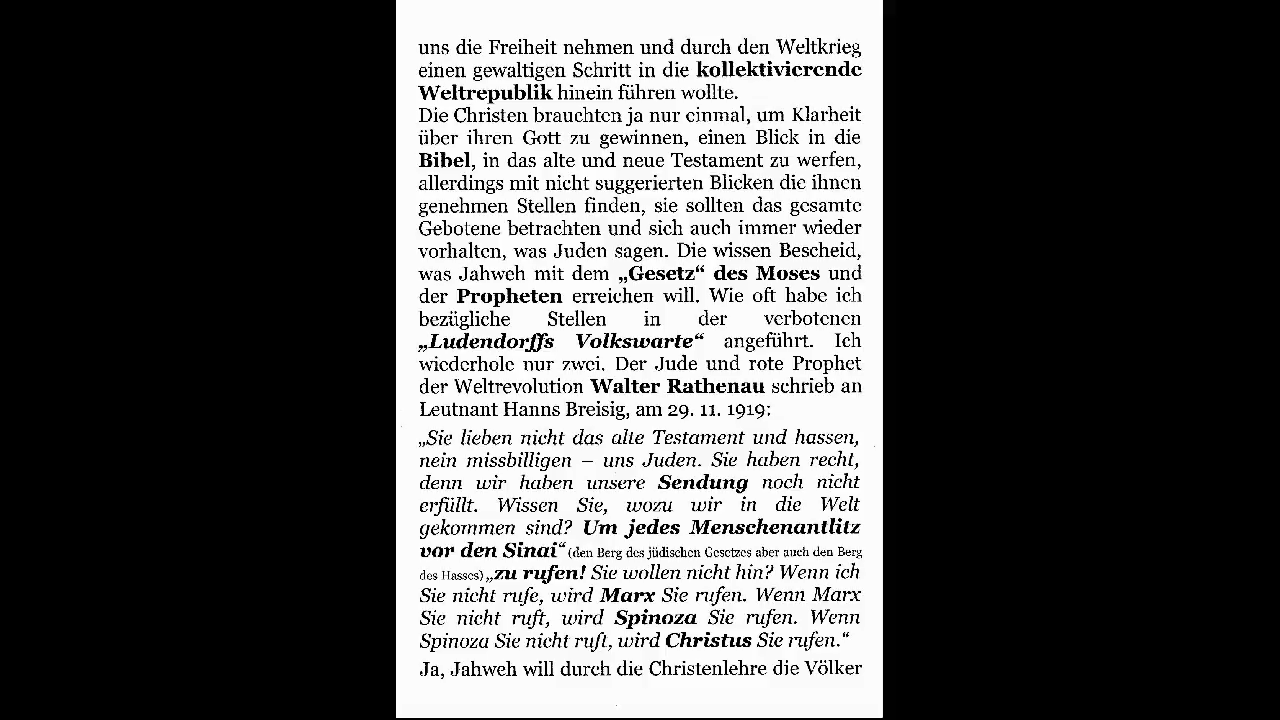 uns die Freiheit nehmen und durch den Weltkrieg
einen gewaltigen Schritt in die kollektivierende
Weltrepublik hinein führen wollte.
Die Christen brauchten ja nur einmal, um Klarheit
über ihren Gott zu gewinnen, einen Blick in die
Bibel, in das alte und neue Testament zu werfen,
allerdings mit nicht suggerierten Blicken die ihnen
genehmen Stellen finden, sie sollten das gesamte
Gebotene betrachten und sich auch immer wieder
vorhalten, was Juden sagen. Die wissen Bescheid,
was Jahweh mit dem „Gesetz“ des Moses und
der Propheten erreichen will. Wie oft habe ich
bezügliche Stellen in der verbotenen
„Ludendorffs Volkswarte“ angeführt. Ich
wiederhole nur zwei. Der Jude und rote Prophet
der Weltrevolution Walter Rathenau schrieb an
Leutnant Hanns Breisig, am 29. 11. 1919:
„Sie lieben nicht das alte Testament und hassen,
nein missbilligen – uns Juden. Sie haben recht,
denn wir haben unsere Sendung noch nicht
erfüllt. Wissen Sie, wozu wir in die Welt
gekommen sind? Um jedes Menschenantlitz
vor den Sinai“ (den Berg des jüdischen Gesetzes aber auch den Berg
des Hasses) „zu rufen! Sie wollen nicht hin? Wenn ich
Sie nicht rufe, wird Marx Sie rufen. Wenn Marx
Sie nicht ruft, wird Spinoza Sie rufen. Wenn
Spinoza Sie nicht ruft, wird Christus Sie rufen.“
Ja, Jahweh will durch die Christenlehre die Völker